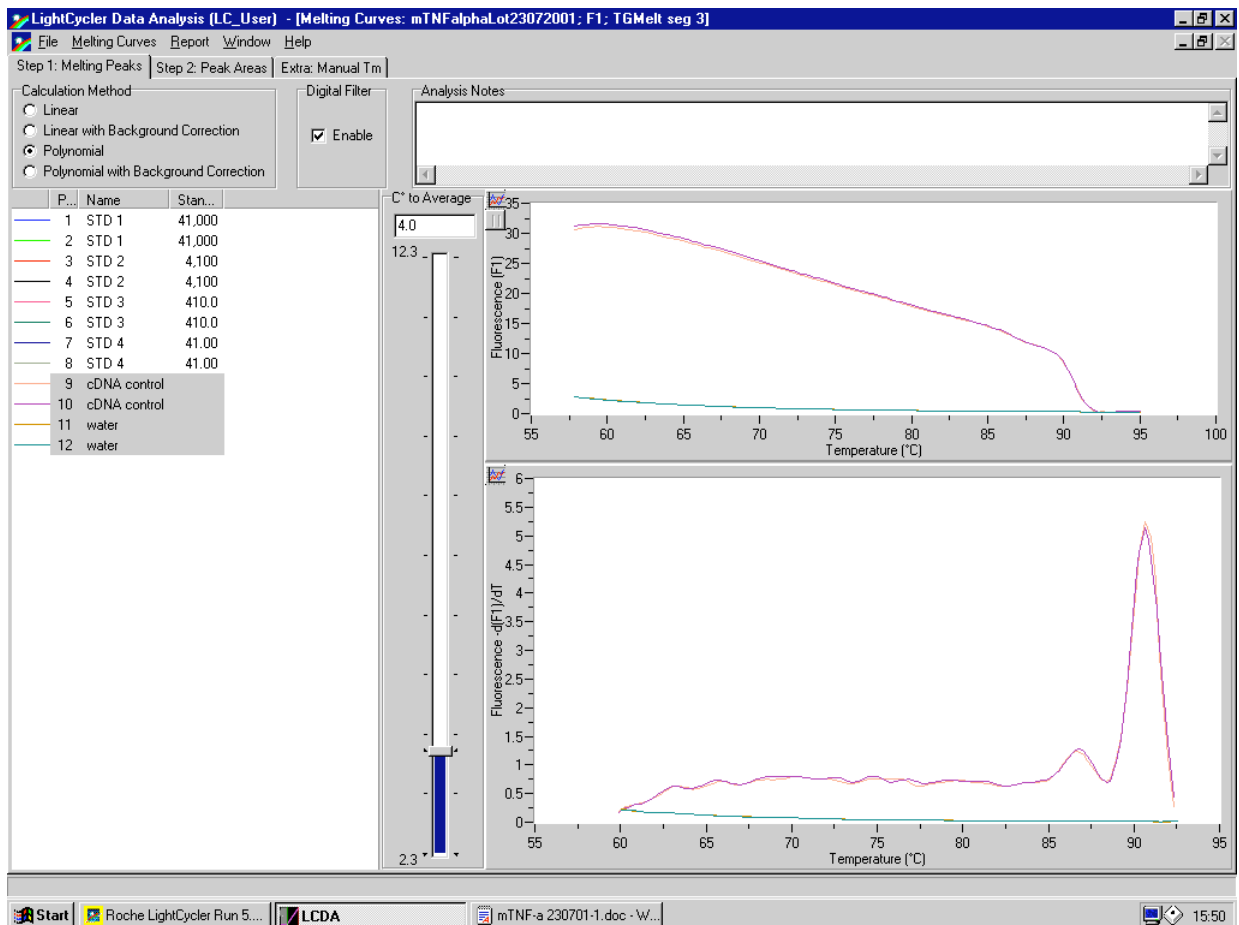 LightCycler Data Analysis (LC_User) - [Melting Curves: mTNFalphaLot23072001; F1; TGMelt seg 3]
File Melting Curves Report Window Help
Step 1: Melting Peaks Step 2: Peak Areas Extra: Manual Tm
Calculation Method Digital Filter Analysis Notes
Linear
Linear with Background Correction Enable
Polynomial
Polynomial with Background Correction
P... Name Stan... C° to Average
1 STD 1 41,000 4.0
2 STD 1 41,000
3 STD 2 4,100 12.3
4 STD 2 4,100
5 STD 3 410.0
6 STD 3 410.0
7 STD 4 41.00
8 STD 4 41.00
9 cDNA control
10 cDNA control
11 water
12 water
2.3
35
30
25
20
15
10
5
0
Fluorescence (F1)
55 60 65 70 75 80 85 90 95 100
Temperature (°C)
6
5.5
5
4.5
4
3.5
3
2.5
2
1.5
1
0.5
0
Fluorescence -d(F1)/dT
55 60 65 70 75 80 85 90 95
Temperature (°C)
Start Roche LightCycler Run 5.... LCDA mTNF-a 230701-1.doc - W... 15:50